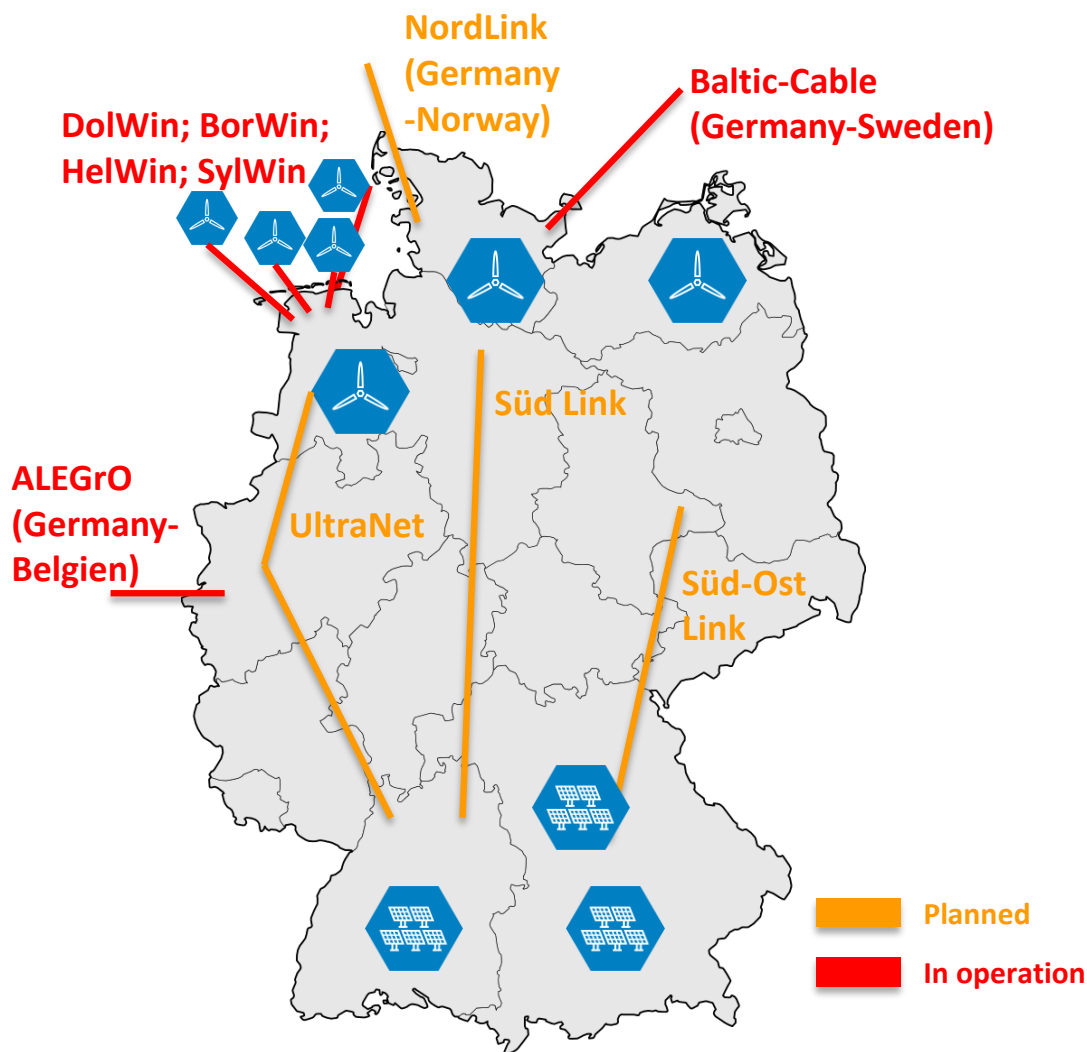 NordLink
(Germany
-Norway)
Baltic-Cable
(Germany-Sweden)
DolWin; BorWin;
HelWin; SylWin
Süd Link
ALEGrO
(Germany-
Belgien)
UltraNet
Süd-Ost
Link
Planned
In operation